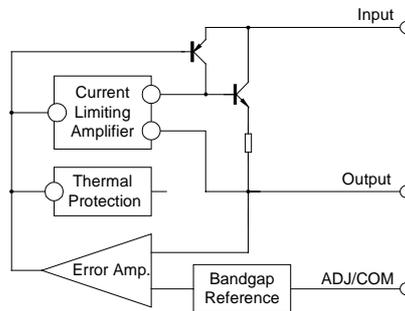 Input
Current
Limiting
Amplifier
Thermal
Protection
Output
Error Amp.
Bandgap
Reference
ADJ/COM